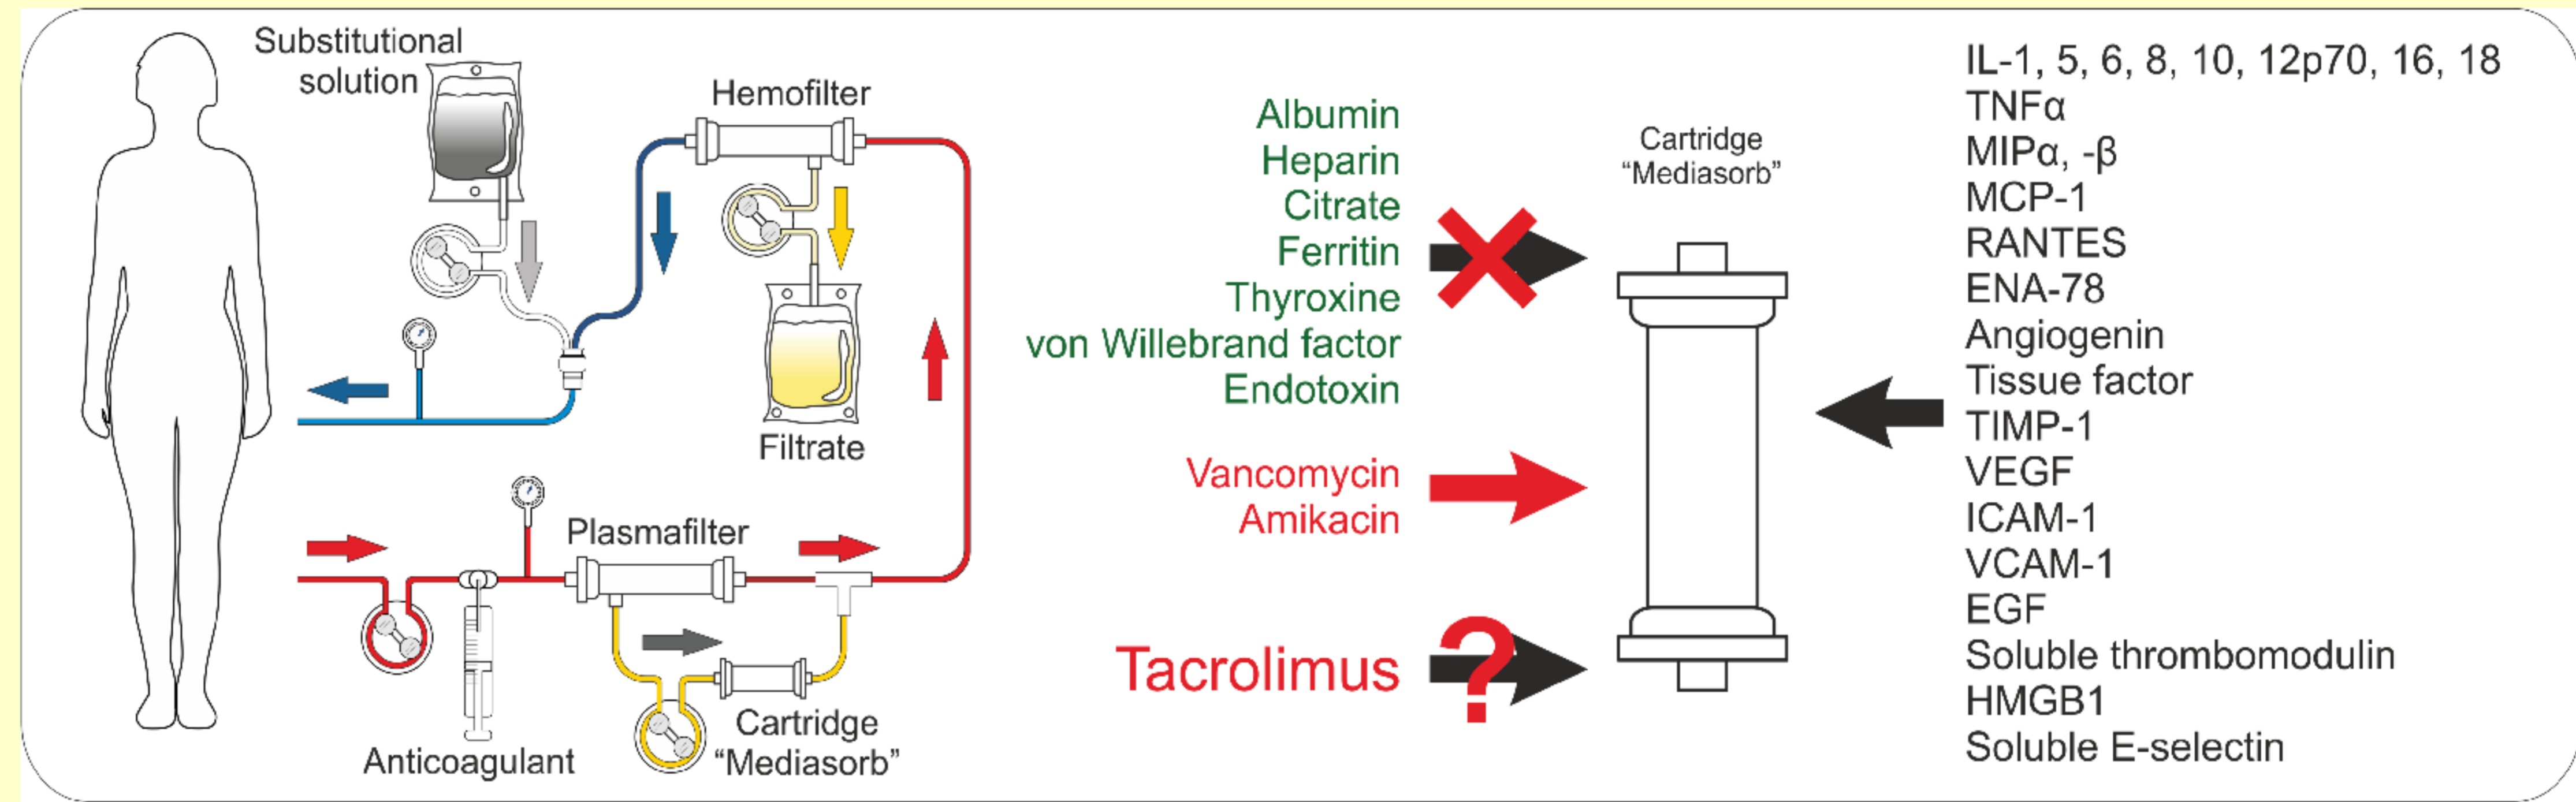 Substitutional
solution
Hemofilter
Filtrate
Plasmafilter
Cartridge
“Mediasorb”
Anticoagulant
Albumin
Heparin
Citrate
Ferritin
Thyroxine
von Willebrand factor
Endotoxin
Vancomycin
Amikacin
Tacrolimus
?
Cartridge
“Mediasorb”
IL-1, 5, 6, 8, 10, 12p70, 16, 18
TNFα
MIPα, -β
MCP-1
RANTES
ENA-78
Angiogenin
Tissue factor
TIMP-1
VEGF
ICAM-1
VCAM-1
EGF
Soluble thrombomodulin
HMGB1
Soluble E-selectin